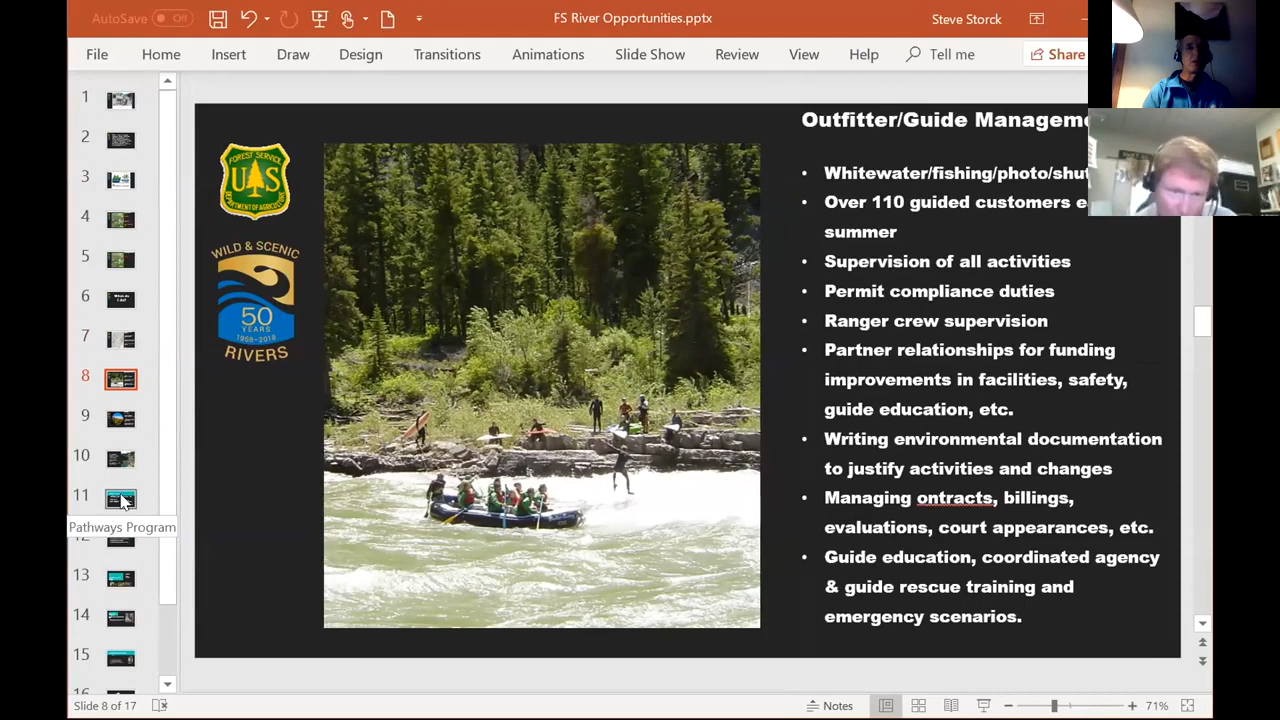 AutoSave Off
FS River Opportunities.pptx
Steve Storck
File Home Insert Draw Design Transitions Animations Slide Show Review View Help Tell me Share
1
2
3
4
5
6
7
8
9
10
11
Pathways Program
13
14
15
FOREST SERVICE
UAS
DEPARTMENT OF AGRICULTURE
WILD & SCENIC
50
YEARS
1968-2018
RIVERS
Outfitter/Guide Manageme
• Whitewater/fishing/photo/shut
• Over 110 guided customers ea
summer
• Supervision of all activities
• Permit compliance duties
• Ranger crew supervision
• Partner relationships for funding
improvements in facilities, safety,
guide education, etc.
• Writing environmental documentation
to justify activities and changes
• Managing ontracts, billings,
evaluations, court appearances, etc.
• Guide education, coordinated agency
& guide rescue training and
emergency scenarios.
Slide 8 of 17
Notes
71%